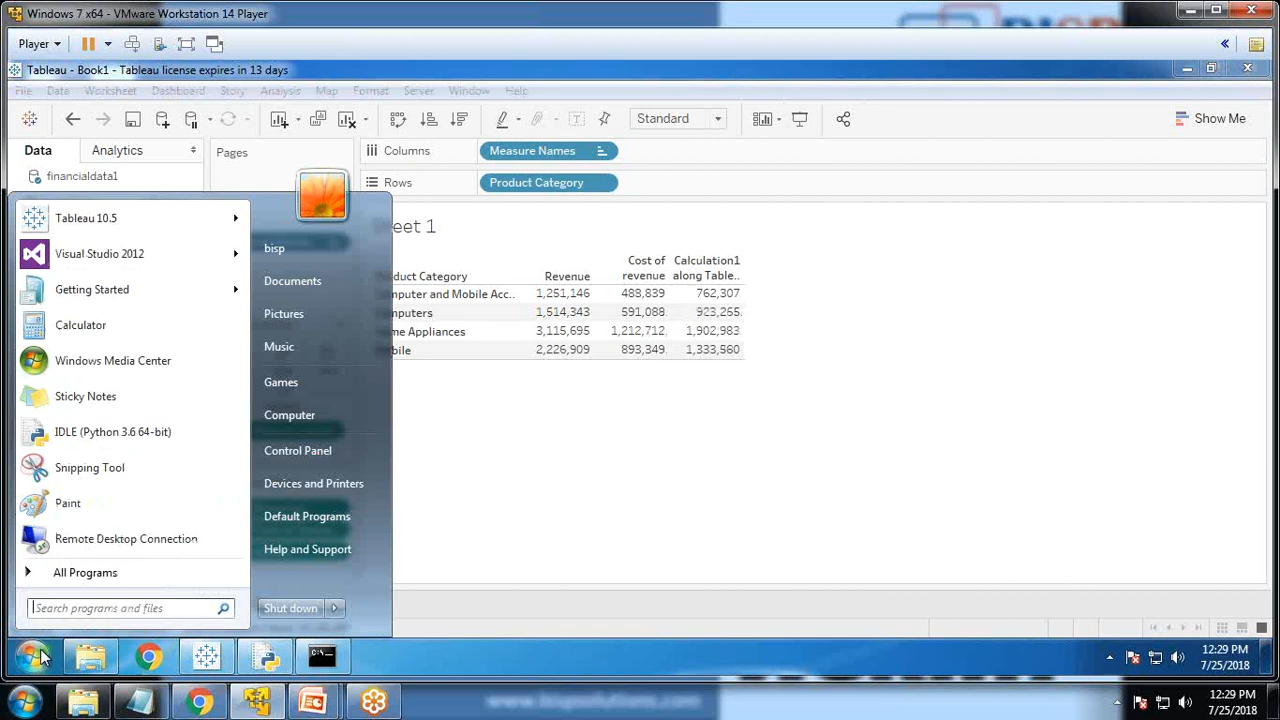 Windows 7 x64 - VMware Workstation 14 Player
Player
Tableau - Book1 - Tableau license expires in 13 days
File Data Worksheet Dashboard Story Analysis Map Format Server Window Help
Standard
Show Me
Data
Analytics
Pages
Columns
Measure Names
financialdata1
Rows
Product Category
Sheet 1
Product Category Revenue Cost of revenue Calculation1 along Table..
Computer and Mobile Acc.. 1,251,146 488,839 762,307
Computers 1,514,343 591,088 923,255
Home Appliances 3,115,695 1,212,712 1,902,983
Mobile 2,226,909 893,349 1,333,560
Tableau 10.5
Visual Studio 2012
Getting Started
Calculator
Windows Media Center
Sticky Notes
IDLE (Python 3.6 64-bit)
Snipping Tool
Paint
Remote Desktop Connection
All Programs
Search programs and files
bisp
Documents
Pictures
Music
Games
Computer
Control Panel
Devices and Printers
Default Programs
Help and Support
Shut down
12:29 PM
7/25/2018
12:29 PM
7/25/2018